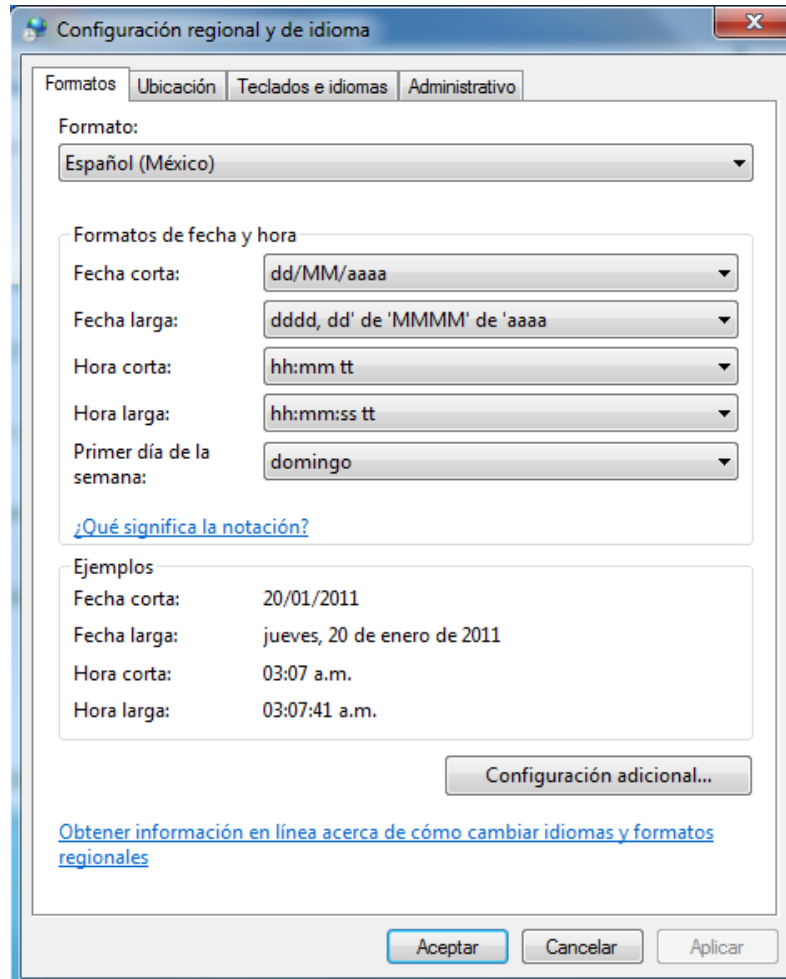 Configuración regional y de idioma
Formatos Ubicación Teclados e idiomas Administrativo
Formato:
Español (México)
Formatos de fecha y hora
Fecha corta: dd/MM/aaaa
Fecha larga: dddd, dd' de 'MMMM' de 'aaaa
Hora corta: hh:mm tt
Hora larga: hh:mm:ss tt
Primer día de la
semana: domingo
¿Qué significa la notación?
Ejemplos
Fecha corta: 20/01/2011
Fecha larga: jueves, 20 de enero de 2011
Hora corta: 03:07 a.m.
Hora larga: 03:07:41 a.m.
Configuración adicional...
Obtener información en línea acerca de cómo cambiar idiomas y formatos
regionales
Aceptar Cancelar Aplicar